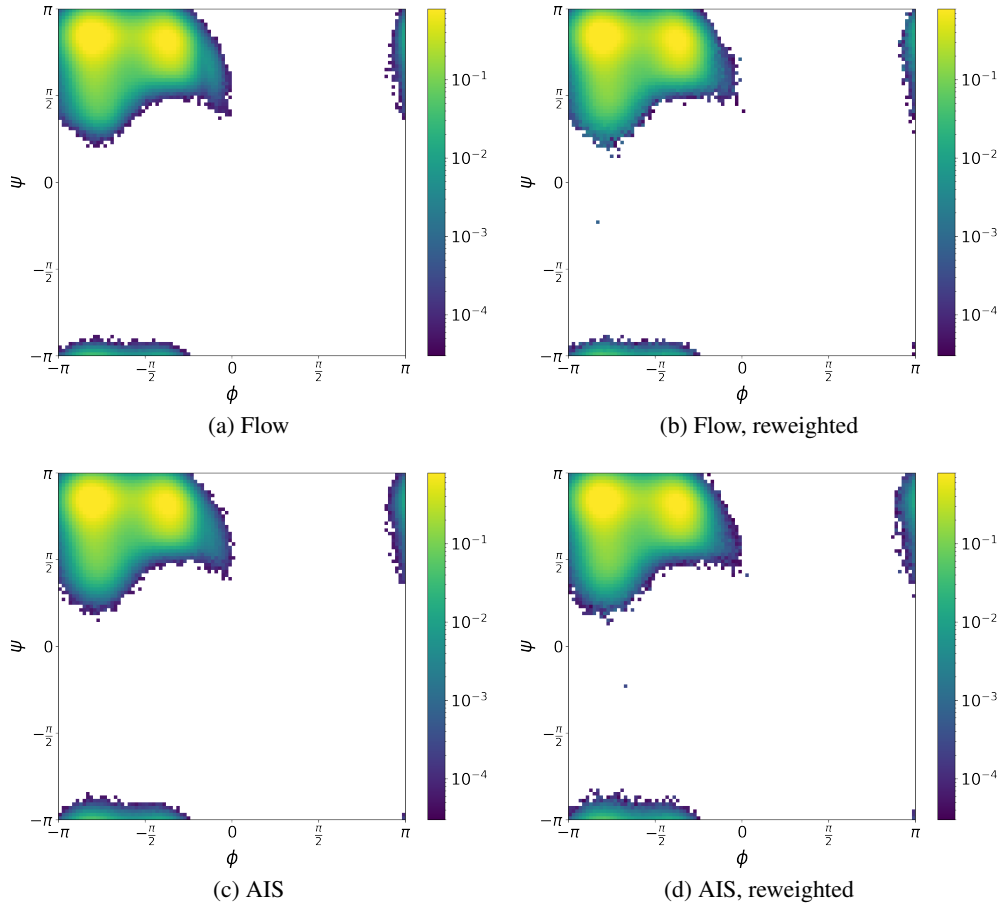 π
π/2
0
−π/2
−π
ψ
−π
−π/2
0
π/2
π
ϕ
10⁻¹
10⁻²
10⁻³
10⁻⁴
(a) Flow
π
π/2
0
−π/2
−π
ψ
−π
−π/2
0
π/2
π
ϕ
10⁻¹
10⁻²
10⁻³
10⁻⁴
(b) Flow, reweighted
π
π/2
0
−π/2
−π
ψ
−π
−π/2
0
π/2
π
ϕ
10⁻¹
10⁻²
10⁻³
10⁻⁴
(c) AIS
π
π/2
0
−π/2
−π
ψ
−π
−π/2
0
π/2
π
ϕ
10⁻¹
10⁻²
10⁻³
10⁻⁴
(d) AIS, reweighted